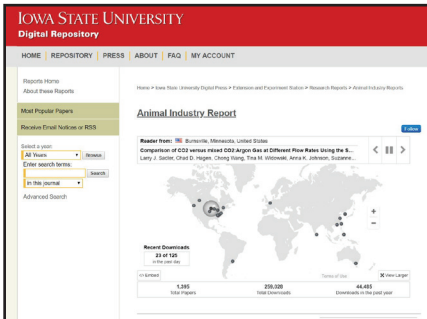 IOWA STATE UNIVERSITY
Digital Repository
HOME | REPOSITORY | PRESS | ABOUT | FAQ | MY ACCOUNT
Reports Home
About these Reports
Most Popular Papers
Receive Email Notices or RSS
Select a year:
All Years
Browse
Enter search terms:
Search
in this journal
Advanced Search
Home > Iowa State University Digital Press > Extension and Experiment Station > Research Reports > Animal Industry Reports
Animal Industry Report
Follow
Reader from: Burnsville, Minnesota, United States
Comparison of CO2 versus mixed CO2:Argon Gas at Different Flow Rates Using the S...
Larry J. Sadler, Chad D. Hagen, Chong Wang, Tina M. Widowski, Anna K. Johnson, Suzanne...
+
−
Recent Downloads
23 of 125
in the past day
Embed
Terms of Use
View Larger
1,395
Total Papers
259,028
Total Downloads
44,485
Downloads in the past year